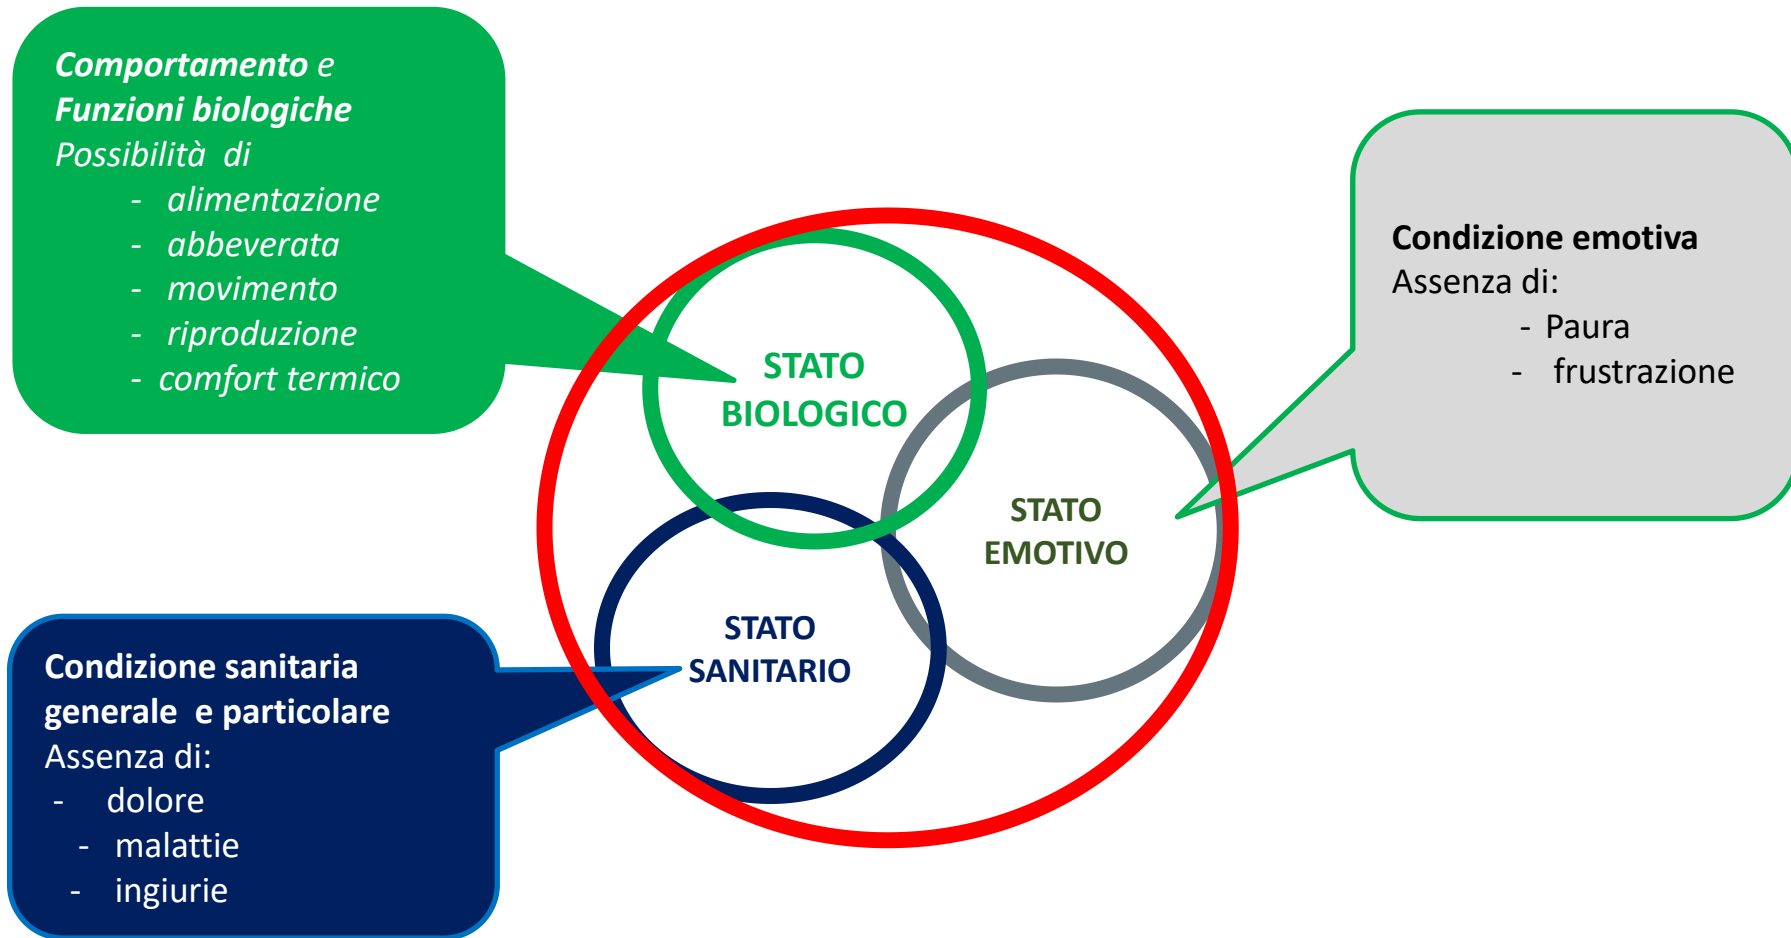 Comportamento e
Funzioni biologiche
Possibilità di
- alimentazione
- abbeverata
- movimento
- riproduzione
- comfort termico
Condizione emotiva
Assenza di:
- Paura
- frustrazione
STATO
BIOLOGICO
STATO
EMOTIVO
STATO
SANITARIO
Condizione sanitaria
generale e particolare
Assenza di:
- dolore
- malattie
- ingiurie